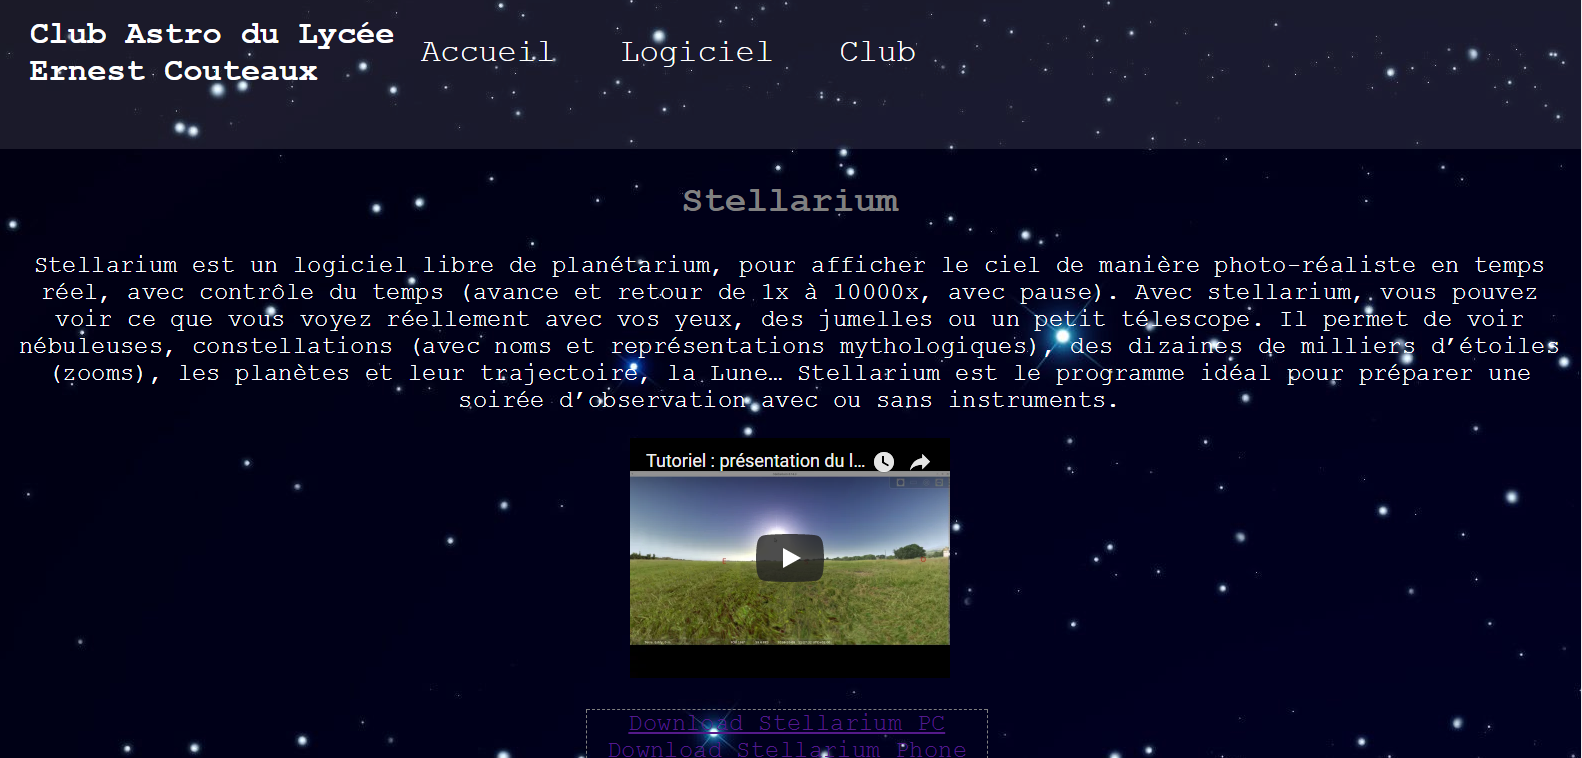 Club Astro du Lycée
Ernest Couteaux
Accueil
Logiciel
Club
Stellarium
Stellarium est un logiciel libre de planétarium, pour afficher le ciel de manière photo-réaliste en temps
réel, avec contrôle du temps (avance et retour de 1x à 10000x, avec pause). Avec stellarium, vous pouvez
voir ce que vous voyez réellement avec vos yeux, des jumelles ou un petit télescope. Il permet de voir
nébuleuses, constellations (avec noms et représentations mythologiques), des dizaines de milliers d’étoiles
(zooms), les planètes et leur trajectoire, la Lune… Stellarium est le programme idéal pour préparer une
soirée d’observation avec ou sans instruments.
Tutoriel : présentation du l...
Download Stellarium PC
Download Stellarium Phone